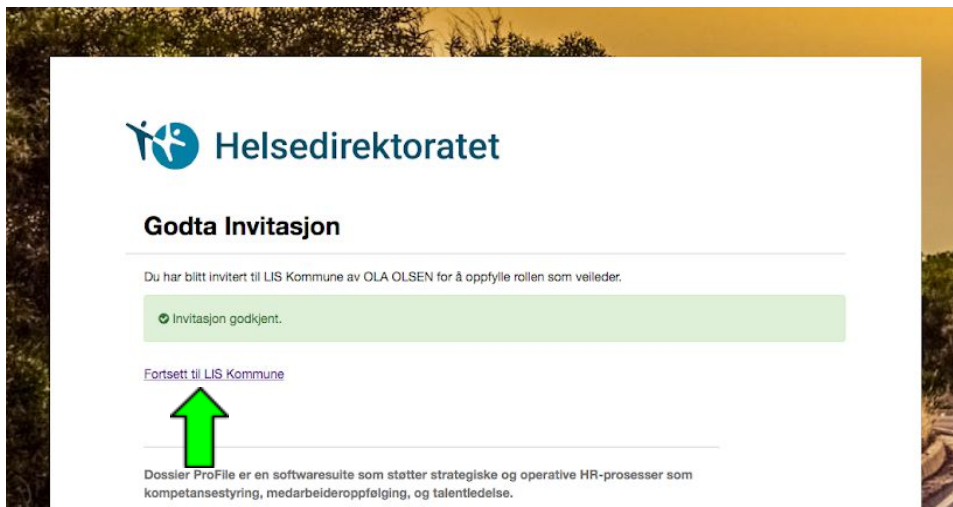 Helsedirektoratet
Godta Invitasjon
Du har blitt invitert til LIS Kommune av OLA OLSEN for å oppfylle rollen som veileder.
Invitasjon godkjent.
Fortsett til LIS Kommune
Dossier ProFile er en softwaresuite som støtter strategiske og operative HR-prosesser som
kompetansestyring, medarbeideroppfølging, og talentledelse.